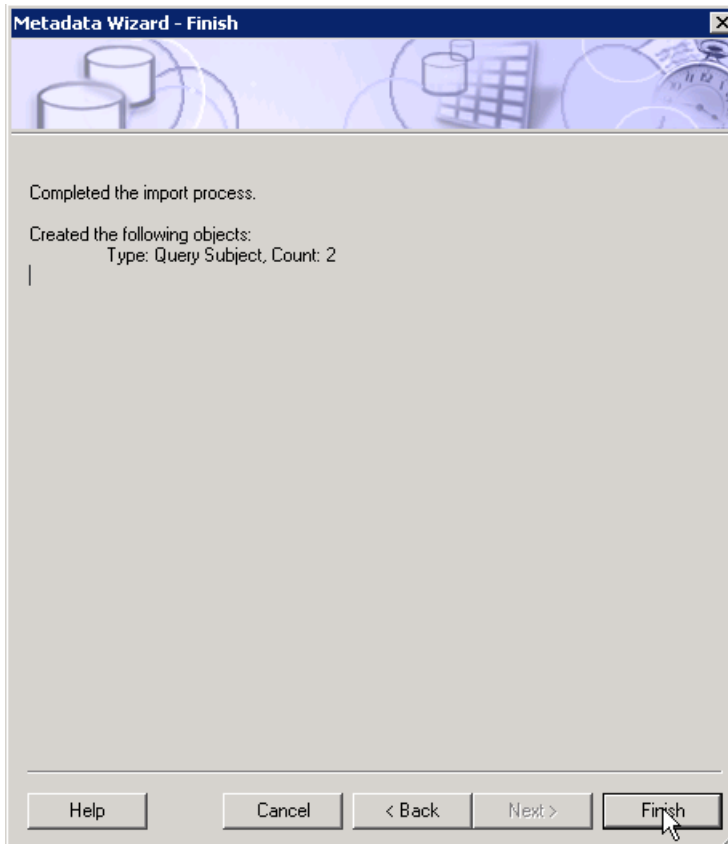 Metadata Wizard - Finish
Completed the import process.
Created the following objects:
Type: Query Subject, Count: 2
Help
Cancel
< Back
Next >
Finish